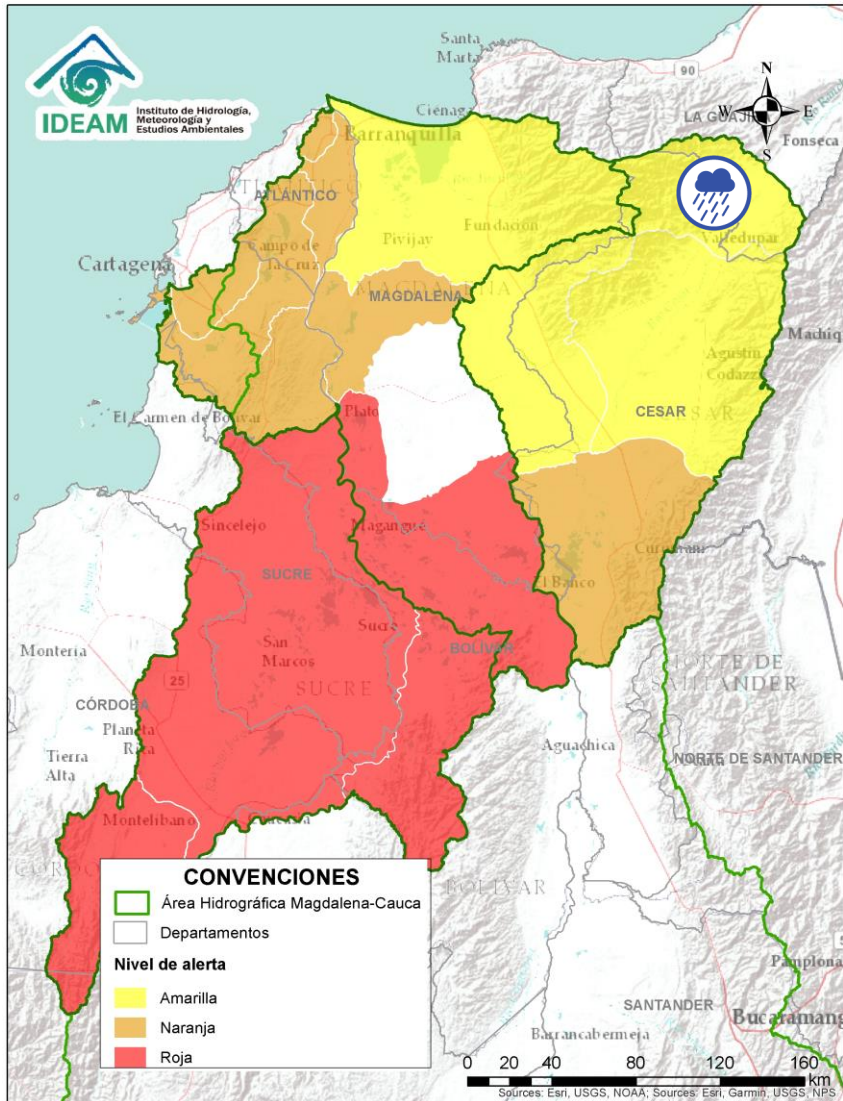 IDEAM
Instituto de Hidrología,
Meteorología y
Estudios Ambientales
Santa
Marta
90
N
W
E
S
LA GUAJI
Ciénaga
Barranquilla
Fonseca
ATLÁNTICO
Pivijay
Fundación
Valledupar
Cartagena
Campo de
la Cruz
MAGDALENA
Machiq
Agustín
Codazzi
El Carmen de Bolívar
Plato
CESAR
Sincelejo
Magangué
SUCRE
El Banco
Montería
San
Marcos
Sucre
BOLÍVAR
SUCRE
25
NORTE DE
SANTANDER
CÓRDOBA
Planeta
Rica
Tierra
Alta
Aguachica
NORTE DE SANTANDER
Montelíbano
BOLÍVAR
CONVENCIONES
Área Hidrográfica Magdalena-Cauca
Departamentos
Nivel de alerta
Amarilla
Naranja
Roja
Pamplona
SANTANDER
Bucaramang
Barrancabermeja
0 20 40 80 120 160
km
Sources: Esri, USGS, NOAA; Sources: Esri, Garmin, USGS, NPS